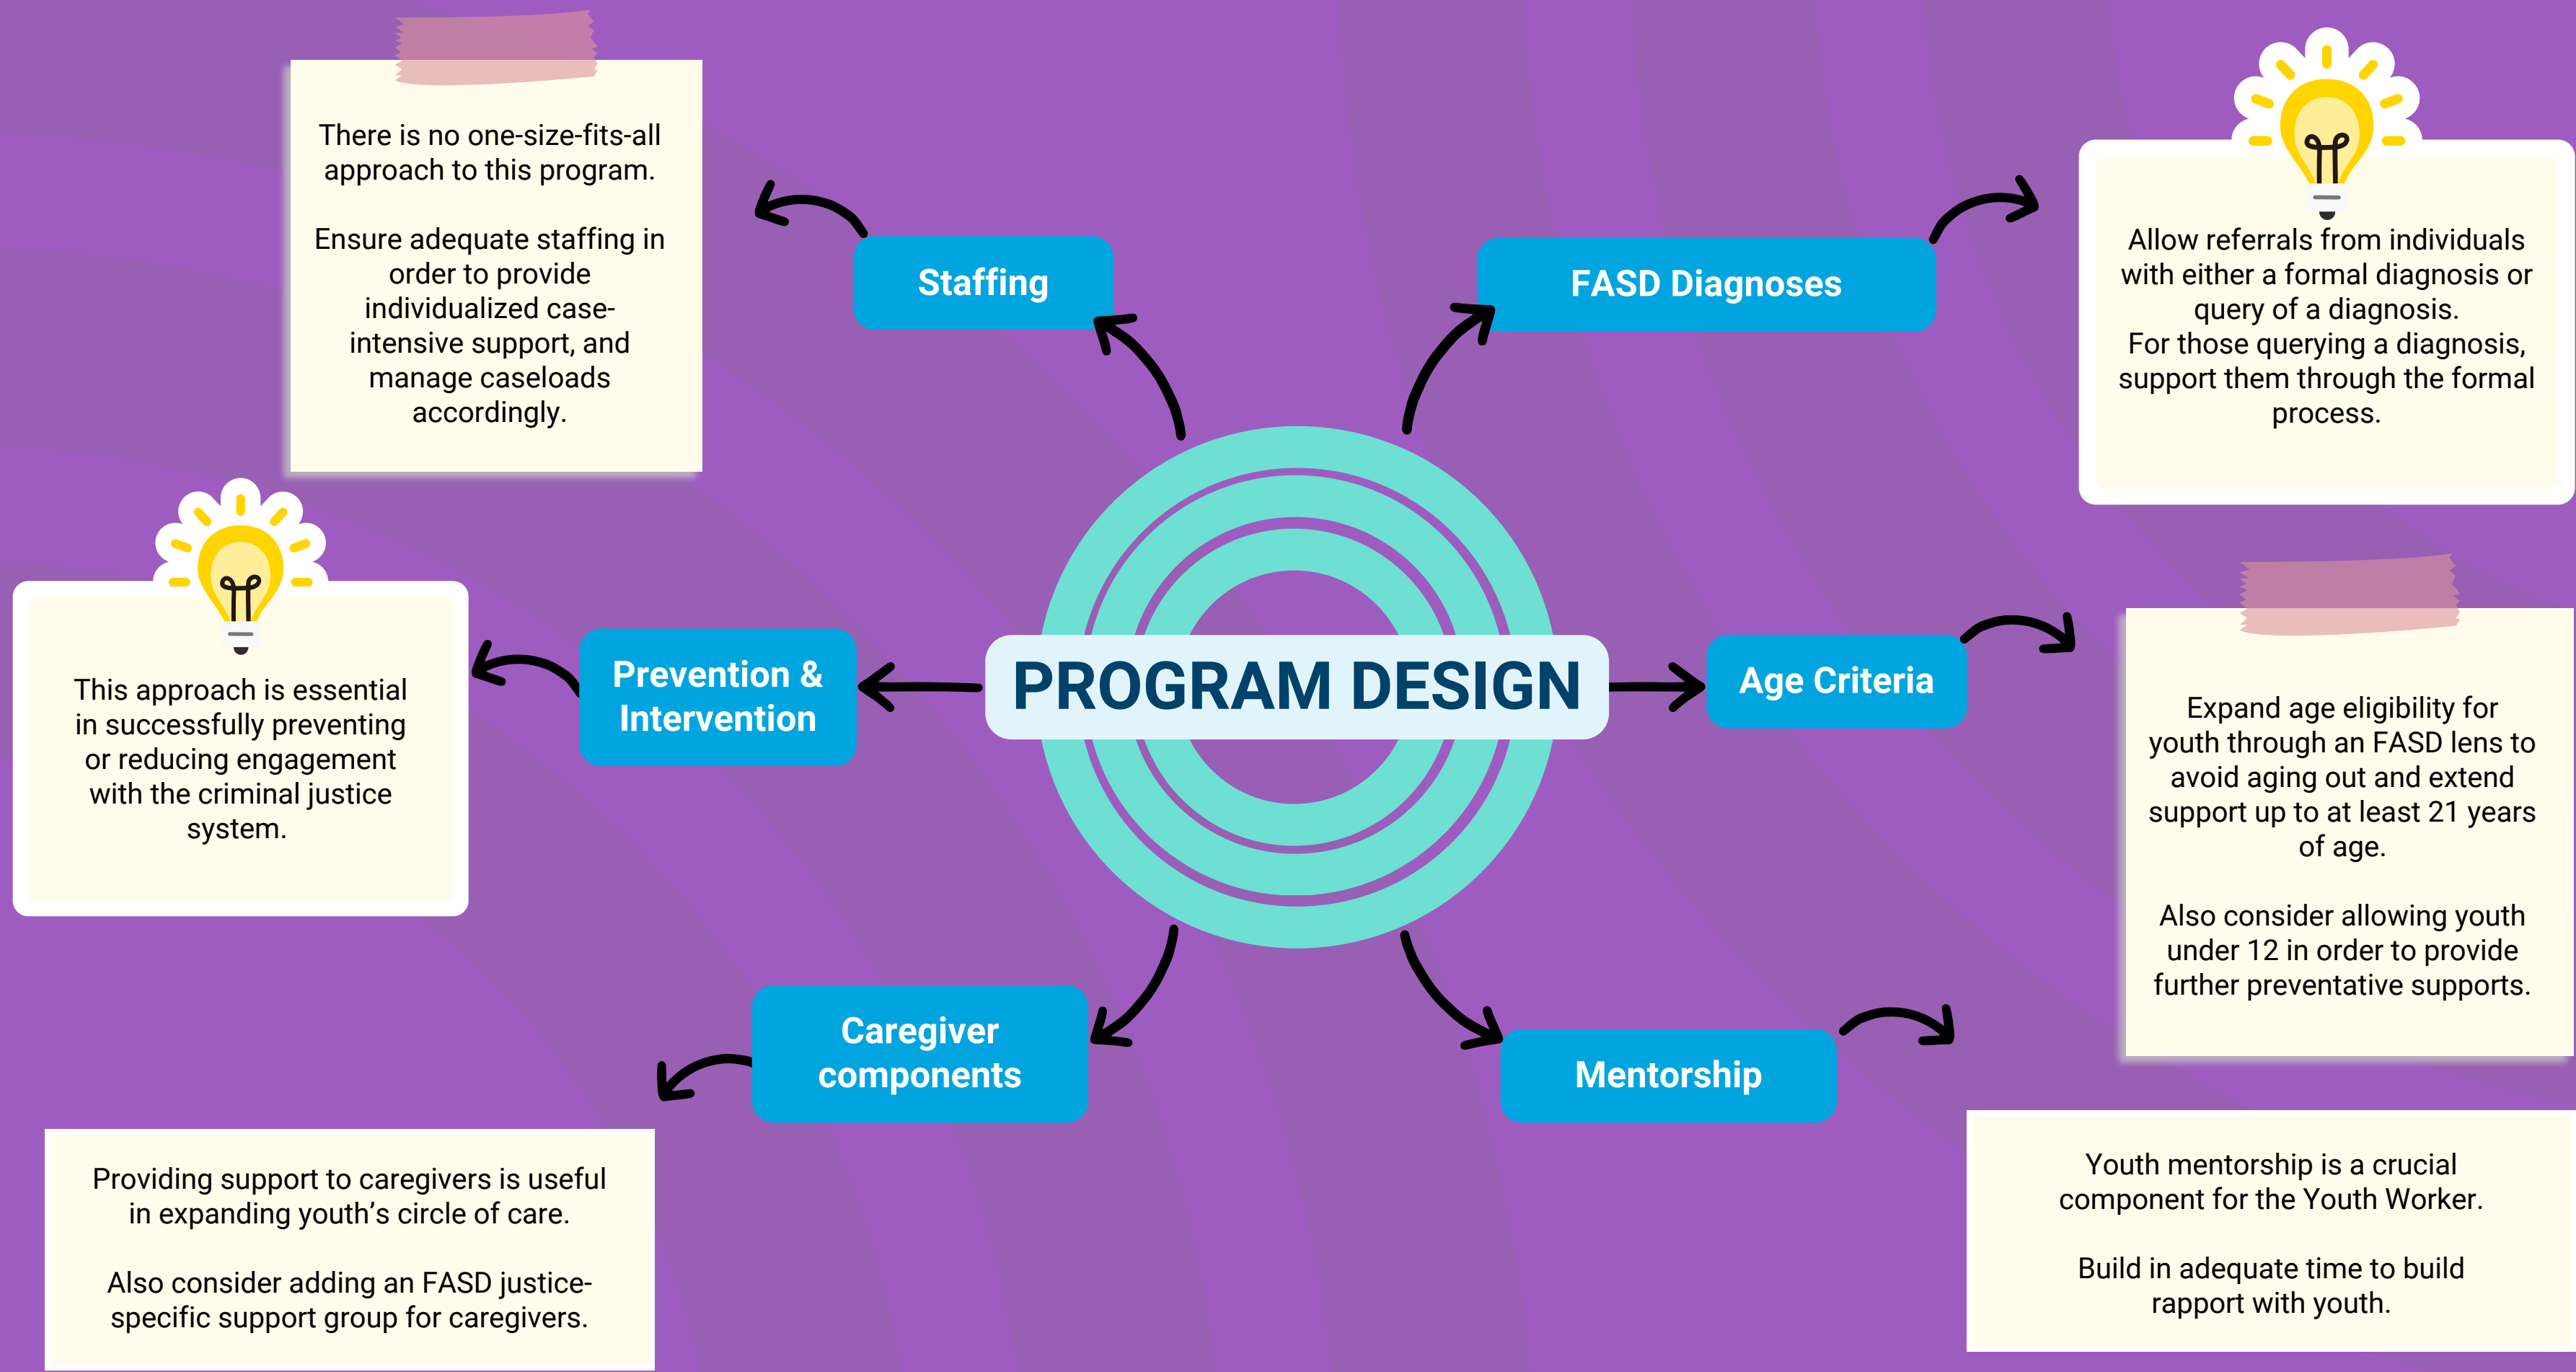 There is no one-size-fits-all
approach to this program.
Ensure adequate staffing in
order to provide
individualized case-
intensive support, and
manage caseloads
accordingly.
Staffing
FASD Diagnoses
Allow referrals from individuals
with either a formal diagnosis or
query of a diagnosis.
For those querying a diagnosis,
support them through the formal
process.
This approach is essential
in successfully preventing
or reducing engagement
with the criminal justice
system.
Prevention &
Intervention
PROGRAM DESIGN
Age Criteria
Expand age eligibility for
youth through an FASD lens to
avoid aging out and extend
support up to at least 21 years
of age.
Also consider allowing youth
under 12 in order to provide
further preventative supports.
Caregiver
components
Mentorship
Providing support to caregivers is useful
in expanding youth’s circle of care.
Also consider adding an FASD justice-
specific support group for caregivers.
Youth mentorship is a crucial
component for the Youth Worker.
Build in adequate time to build
rapport with youth.